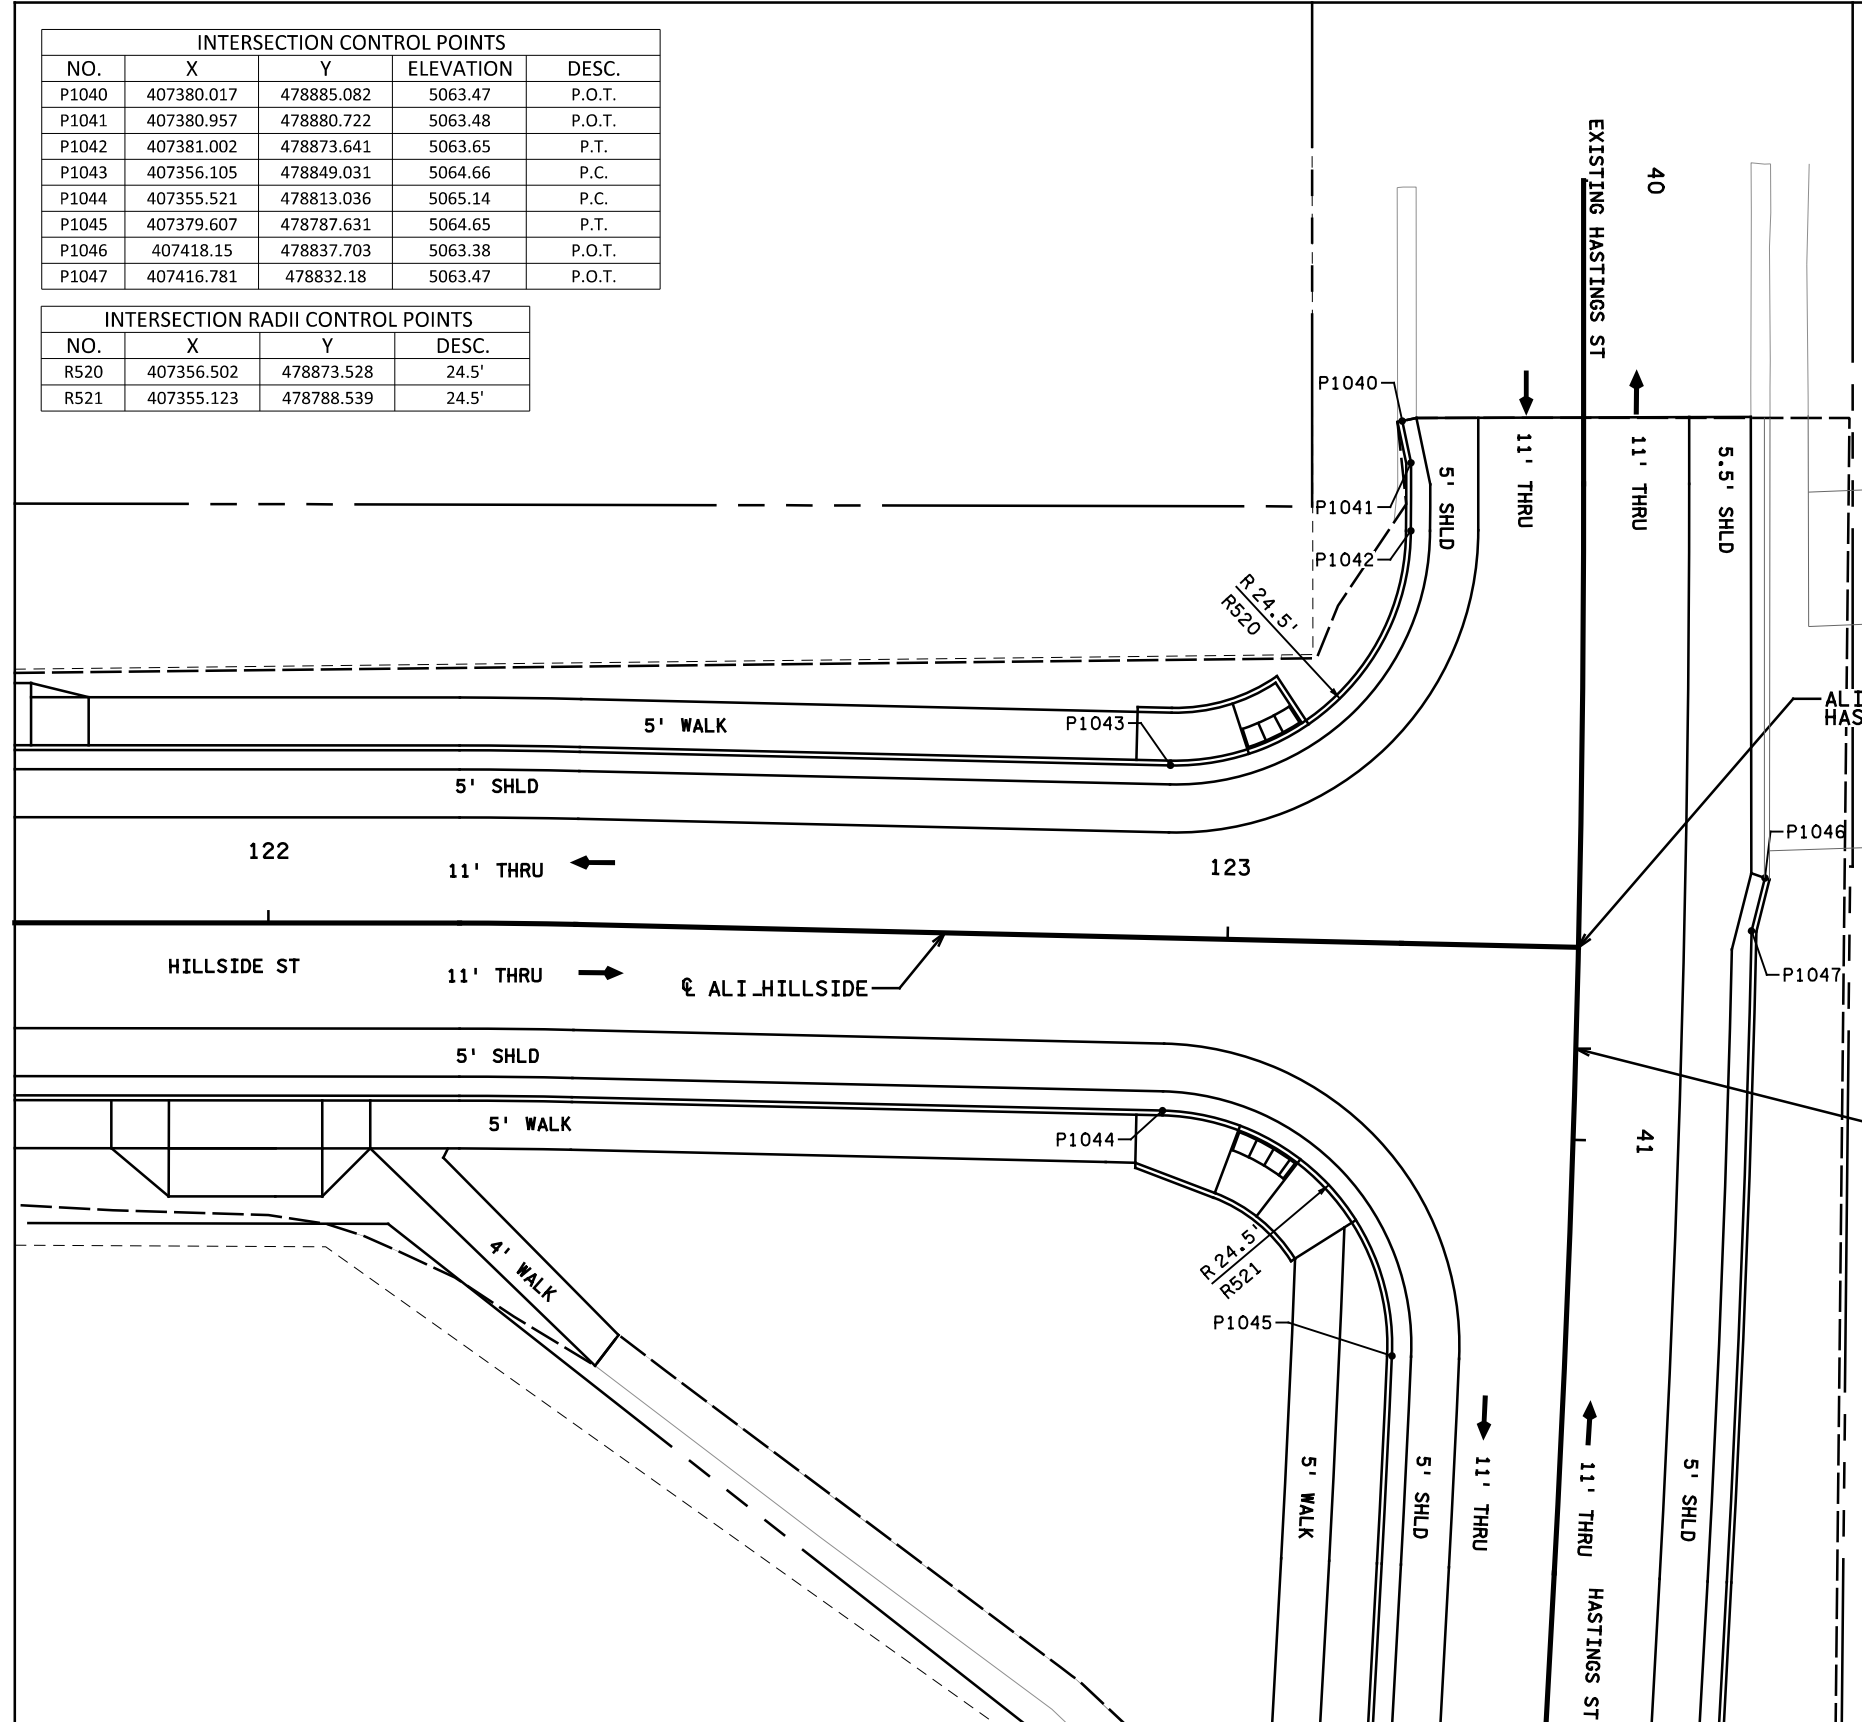 INTERSECTION CONTROL POINTS
NO. X Y ELEVATION DESC.
P1040 407380.017 478885.082 5063.47 P.O.T.
P1041 407380.957 478880.722 5063.48 P.O.T.
P1042 407381.002 478873.641 5063.65 P.T.
P1043 407356.105 478849.031 5064.66 P.C.
P1044 407355.521 478813.036 5065.14 P.C.
P1045 407379.607 478787.631 5064.65 P.T.
P1046 407418.15 478837.703 5063.38 P.O.T.
P1047 407416.781 478832.18 5063.47 P.O.T.
INTERSECTION RADII CONTROL POINTS
NO. X Y DESC.
R520 407356.502 478873.528 24.5'
R521 407355.123 478788.539 24.5'
EXISTING HASTINGS ST
40
P1040
11' THRU
11' THRU
5.5' SHLD
5' SHLD
P1041
P1042
R 24.5'
R520
5' WALK
P1043
ALI
HAS
5' SHLD
P1046
122
11' THRU
123
HILLSIDE ST
11' THRU
℄ ALI_HILLSIDE
P1047
5' SHLD
5' WALK
P1044
41
4' WALK
R 24.5'
R521
P1045
5' WALK
5' SHLD
11' THRU
11' THRU
5' SHLD
HASTINGS ST